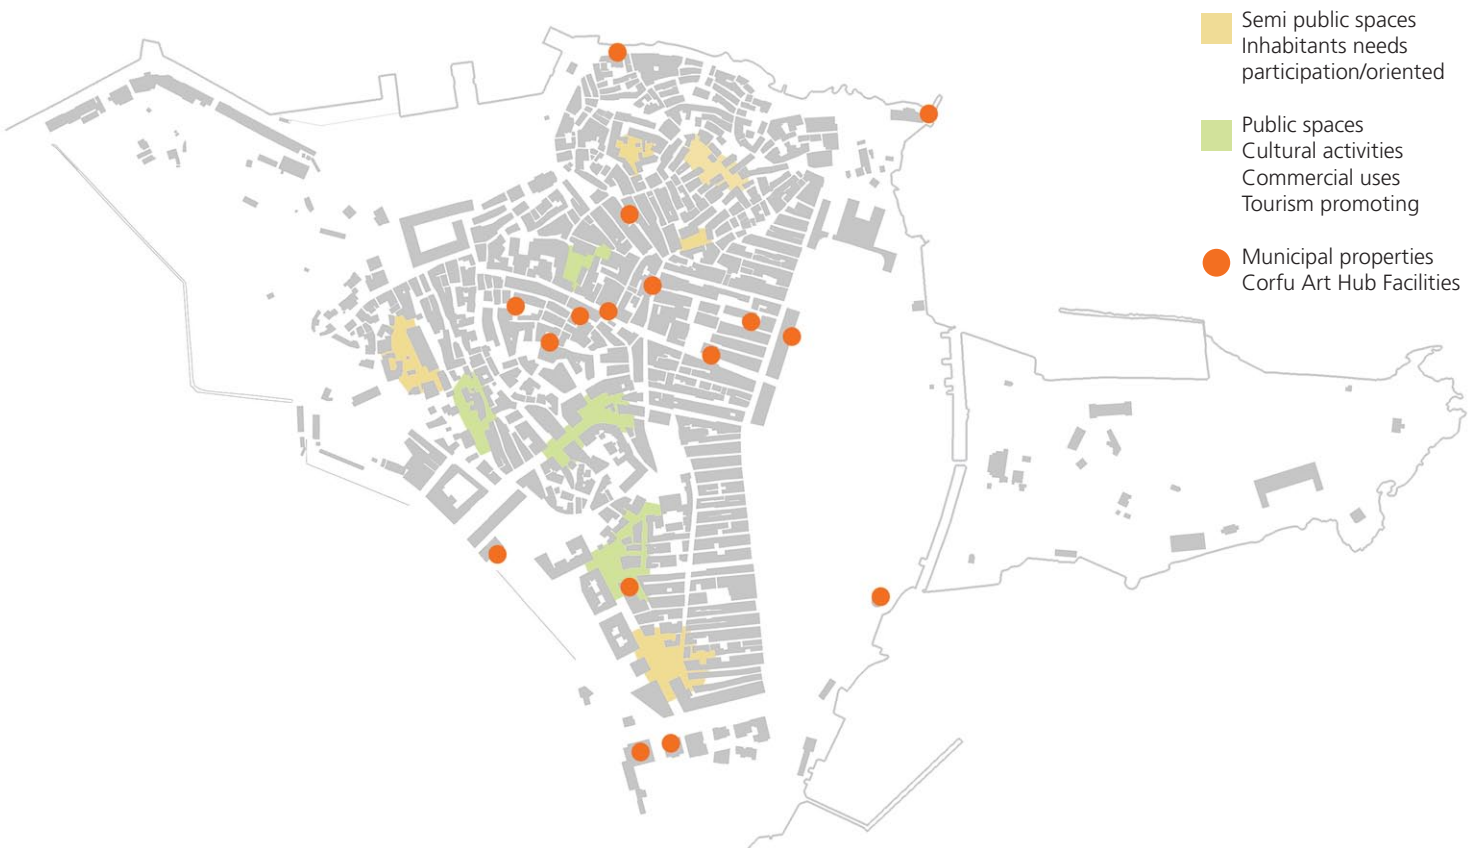 Semi public spaces
Inhabitants needs
participation/oriented
Public spaces
Cultural activities
Commercial uses
Tourism promoting
Municipal properties
Corfu Art Hub Facilities